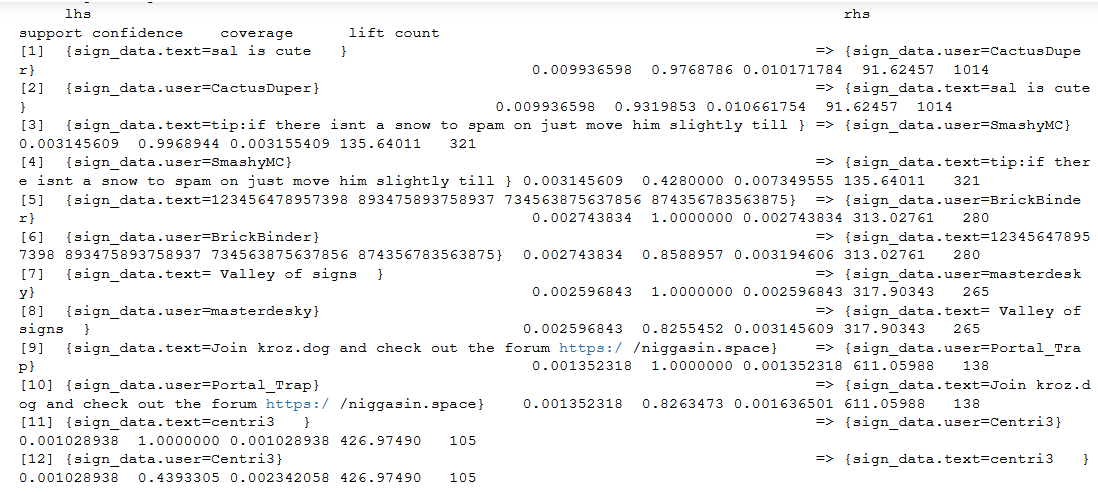 lhs rhs
support confidence coverage lift count
[1] {sign_data.text=sal is cute } => {sign_data.user=CactusDupe
r} 0.009936598 0.9768786 0.010171784 91.62457 1014
[2] {sign_data.user=CactusDuper} => {sign_data.text=sal is cute
} 0.009936598 0.9319853 0.010661754 91.62457 1014
[3] {sign_data.text=tip:if there isnt a snow to spam on just move him slightly till } => {sign_data.user=SmashyMC}
0.003145609 0.9968944 0.003155409 135.64011 321
[4] {sign_data.user=SmashyMC} => {sign_data.text=tip:if ther
e isnt a snow to spam on just move him slightly till } 0.003145609 0.4280000 0.007349555 135.64011 321
[5] {sign_data.text=123456478957398 893475893758937 734563875637856 874356783563875} => {sign_data.user=BrickBinde
r} 0.002743834 1.0000000 0.002743834 313.02761 280
[6] {sign_data.user=BrickBinder} => {sign_data.text=12345647895
7398 893475893758937 734563875637856 874356783563875} 0.002743834 0.8588957 0.003194606 313.02761 280
[7] {sign_data.text= Valley of signs } => {sign_data.user=masterdesk
y} 0.002596843 1.0000000 0.002596843 317.90343 265
[8] {sign_data.user=masterdesky} => {sign_data.text= Valley of
signs } 0.002596843 0.8255452 0.003145609 317.90343 265
[9] {sign_data.text=Join kroz.dog and check out the forum https:/ /niggasin.space} => {sign_data.user=Portal_Tra
p} 0.001352318 1.0000000 0.001352318 611.05988 138
[10] {sign_data.user=Portal_Trap} => {sign_data.text=Join kroz.d
og and check out the forum https:/ /niggasin.space} 0.001352318 0.8263473 0.001636501 611.05988 138
[11] {sign_data.text=centri3 } => {sign_data.user=Centri3}
0.001028938 1.0000000 0.001028938 426.97490 105
[12] {sign_data.user=Centri3} => {sign_data.text=centri3 }
0.001028938 0.4393305 0.002342058 426.97490 105